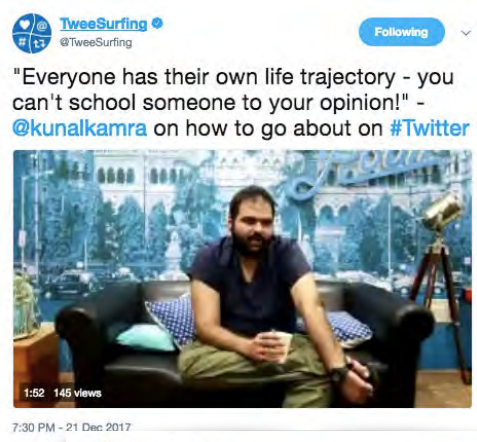 TweeSurfing
@TweeSurfing
Following
"Everyone has their own life trajectory - you
can't school someone to your opinion!" -
@kunalkamra on how to go about on #Twitter
1:52 145 views
7:30 PM - 21 Dec 2017